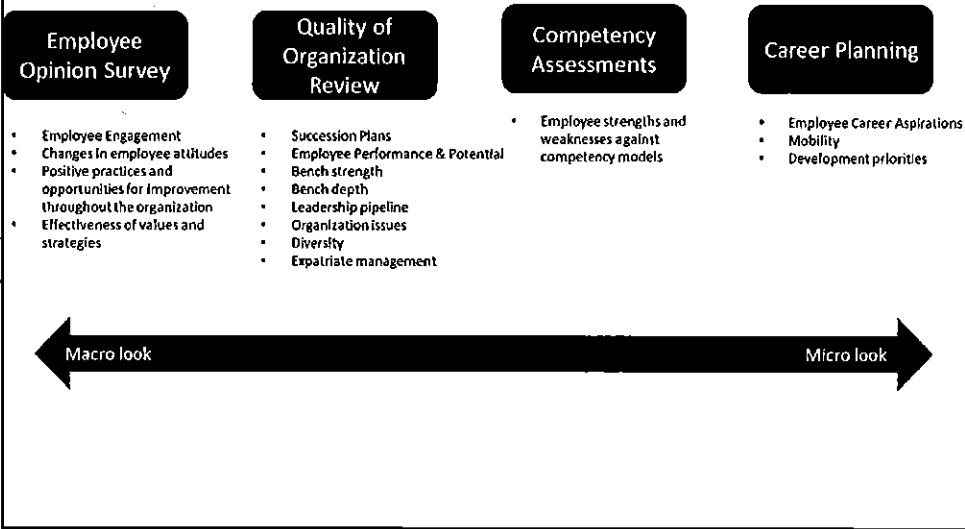 Employee
Opinion Survey
• Employee Engagement
• Changes in employee attitudes
• Positive practices and
opportunities for improvement
throughout the organization
• Effectiveness of values and
strategies
Quality of
Organization
Review
• Succession Plans
• Employee Performance & Potential
• Bench strength
• Bench depth
• Leadership pipeline
• Organization issues
• Diversity
• Expatriate management
Competency
Assessments
• Employee strengths and
weaknesses against
competency models
Career Planning
• Employee Career Aspirations
• Mobility
• Development priorities
Macro look
Micro look